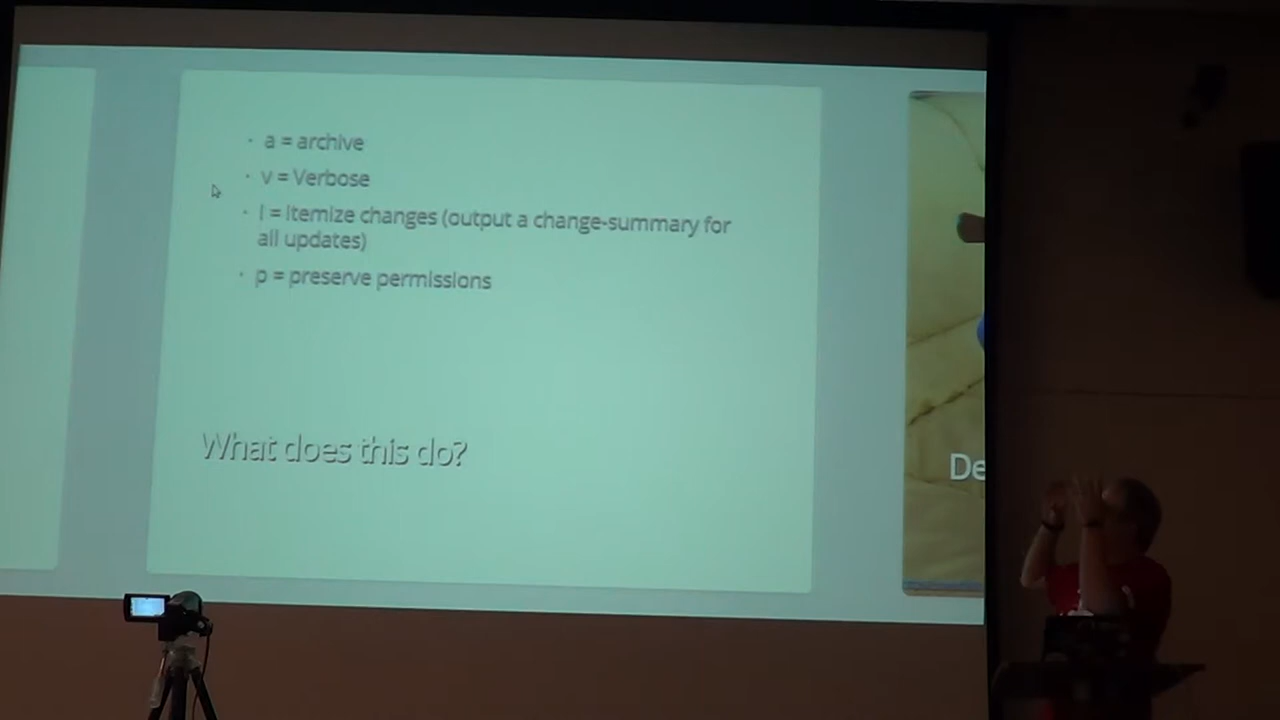 a = archive
v = Verbose
i = itemize changes (output a change-summary for
all updates)
p = preserve permissions
What does this do?
De